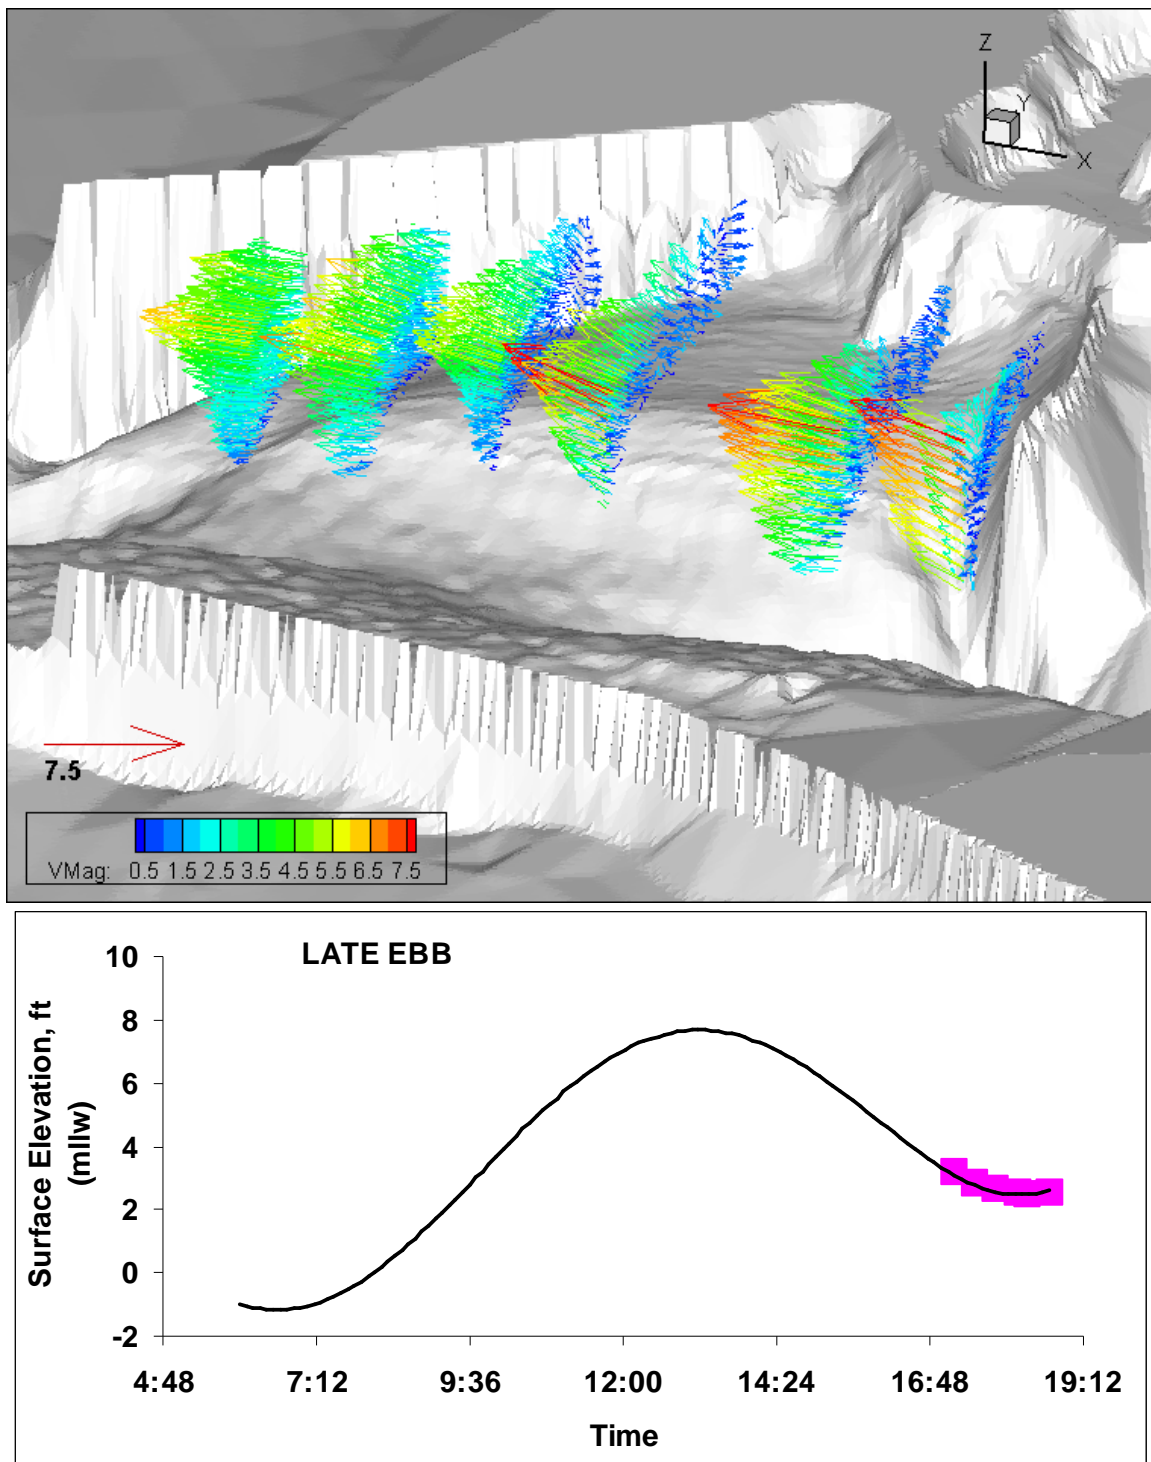 Z
Y
X
7.5
VMag: 0.5 1.5 2.5 3.5 4.5 5.5 6.5 7.5
LATE EBB
Surface Elevation, ft
(mllw)
10
8
6
4
2
0
-2
4:48 7:12 9:36 12:00 14:24 16:48 19:12
Time